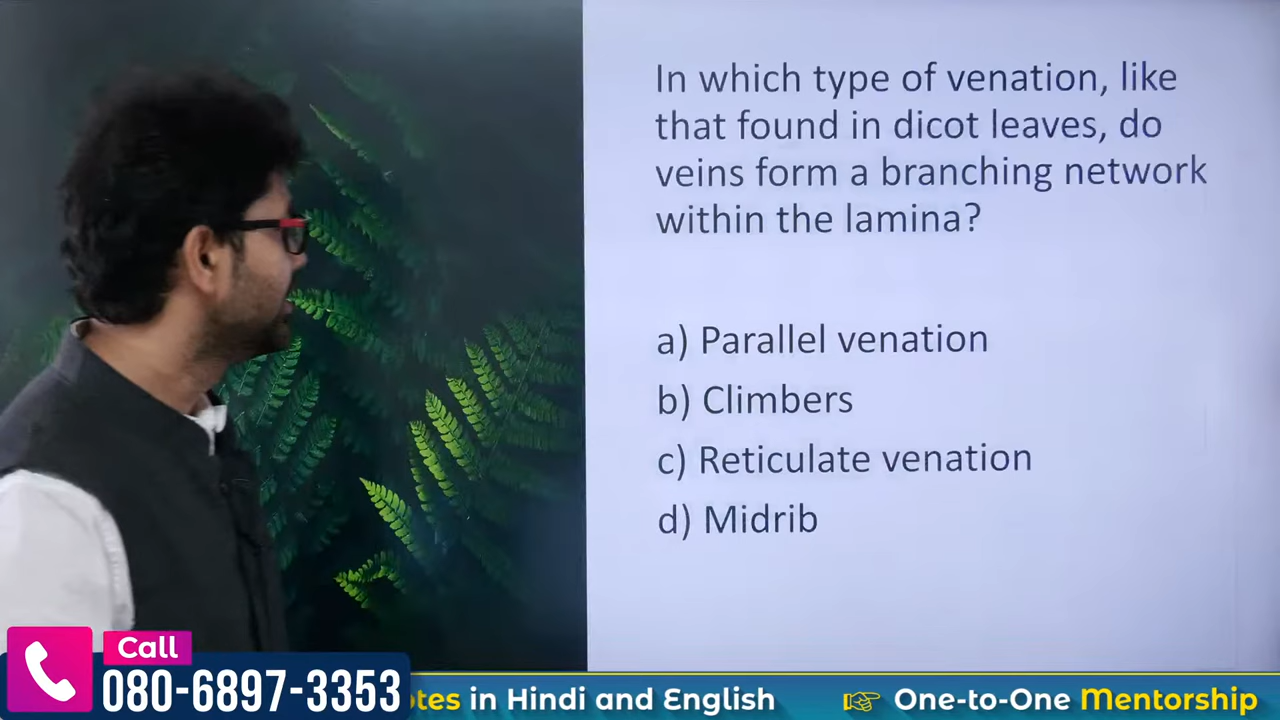 In which type of venation, like
that found in dicot leaves, do
veins form a branching network
within the lamina?
a) Parallel venation
b) Climbers
c) Reticulate venation
d) Midrib
Call
080-6897-3353
in Hindi and English
One-to-One Mentorship